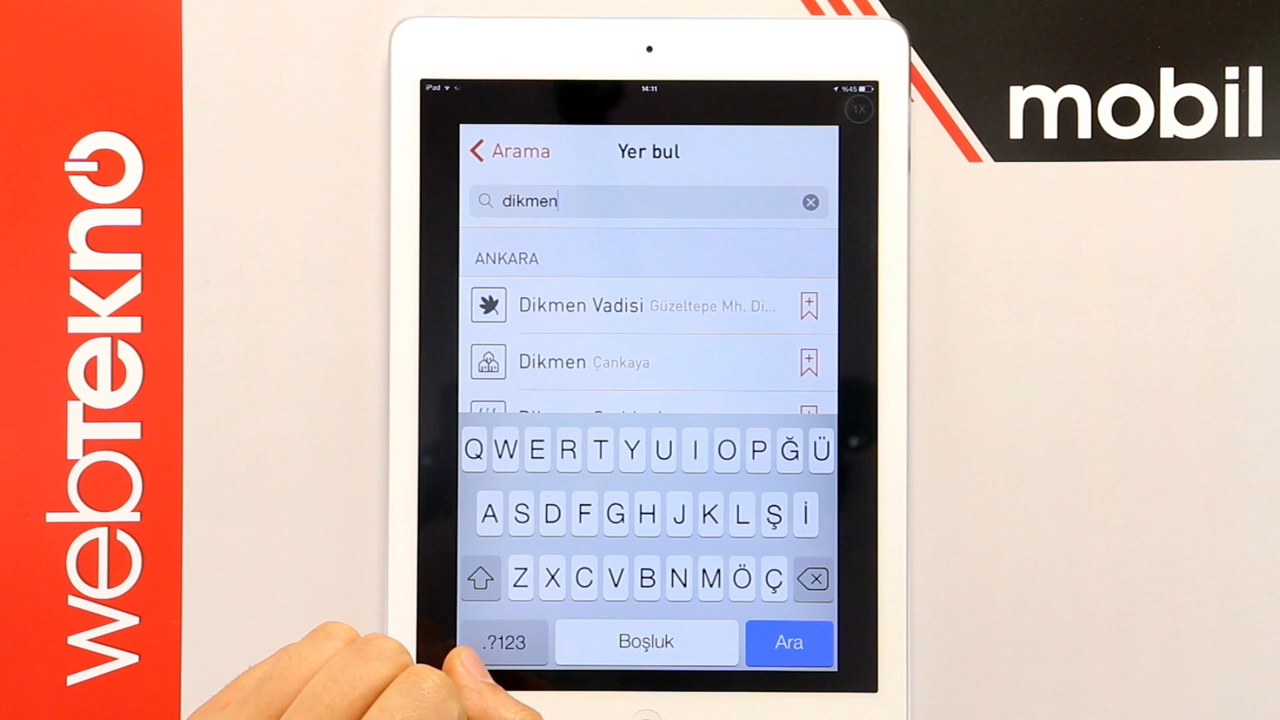 webTEKNO
mobil
iPad 14:11 %45
1X
Arama Yer bul
dikmen
ANKARA
Dikmen Vadisi Güzeltepe Mh. Di...
Dikmen Çankaya
Q W E R T Y U I O P Ğ Ü
A S D F G H J K L Ş İ
Z X C V B N M Ö Ç
.?123 Boşluk Ara